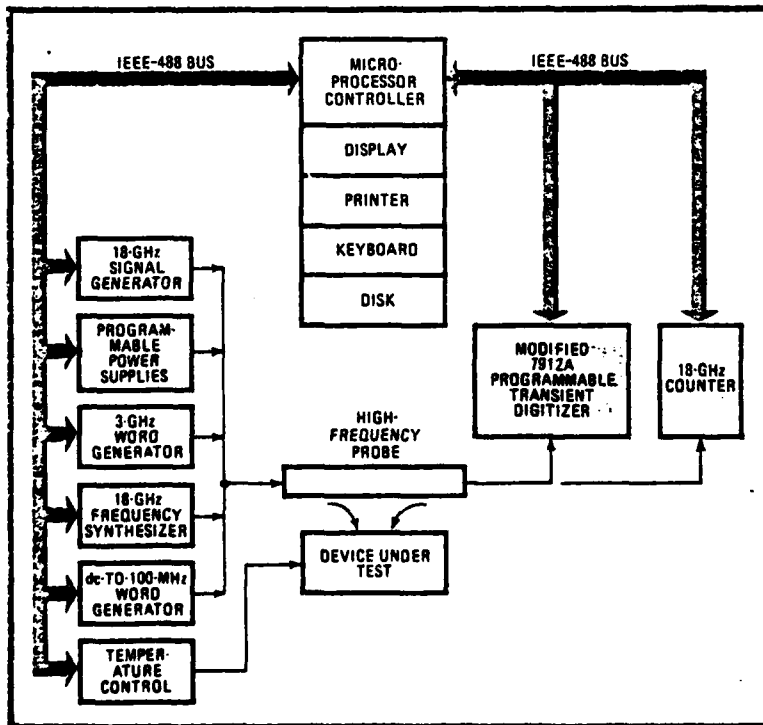 IEEE-488 BUS
MICRO-
PROCESSOR
CONTROLLER
DISPLAY
PRINTER
KEYBOARD
DISK
IEEE-488 BUS
18-GHz
SIGNAL
GENERATOR
PROGRAM-
MABLE
POWER
SUPPLIES
3-GHz
WORD
GENERATOR
18-GHz
FREQUENCY
SYNTHESIZER
dc-TO-100-MHz
WORD
GENERATOR
TEMPER-
ATURE
CONTROL
HIGH-
FREQUENCY
PROBE
DEVICE UNDER
TEST
MODIFIED
7912A
PROGRAMMABLE
TRANSIENT
DIGITIZER
18-GHz
COUNTER